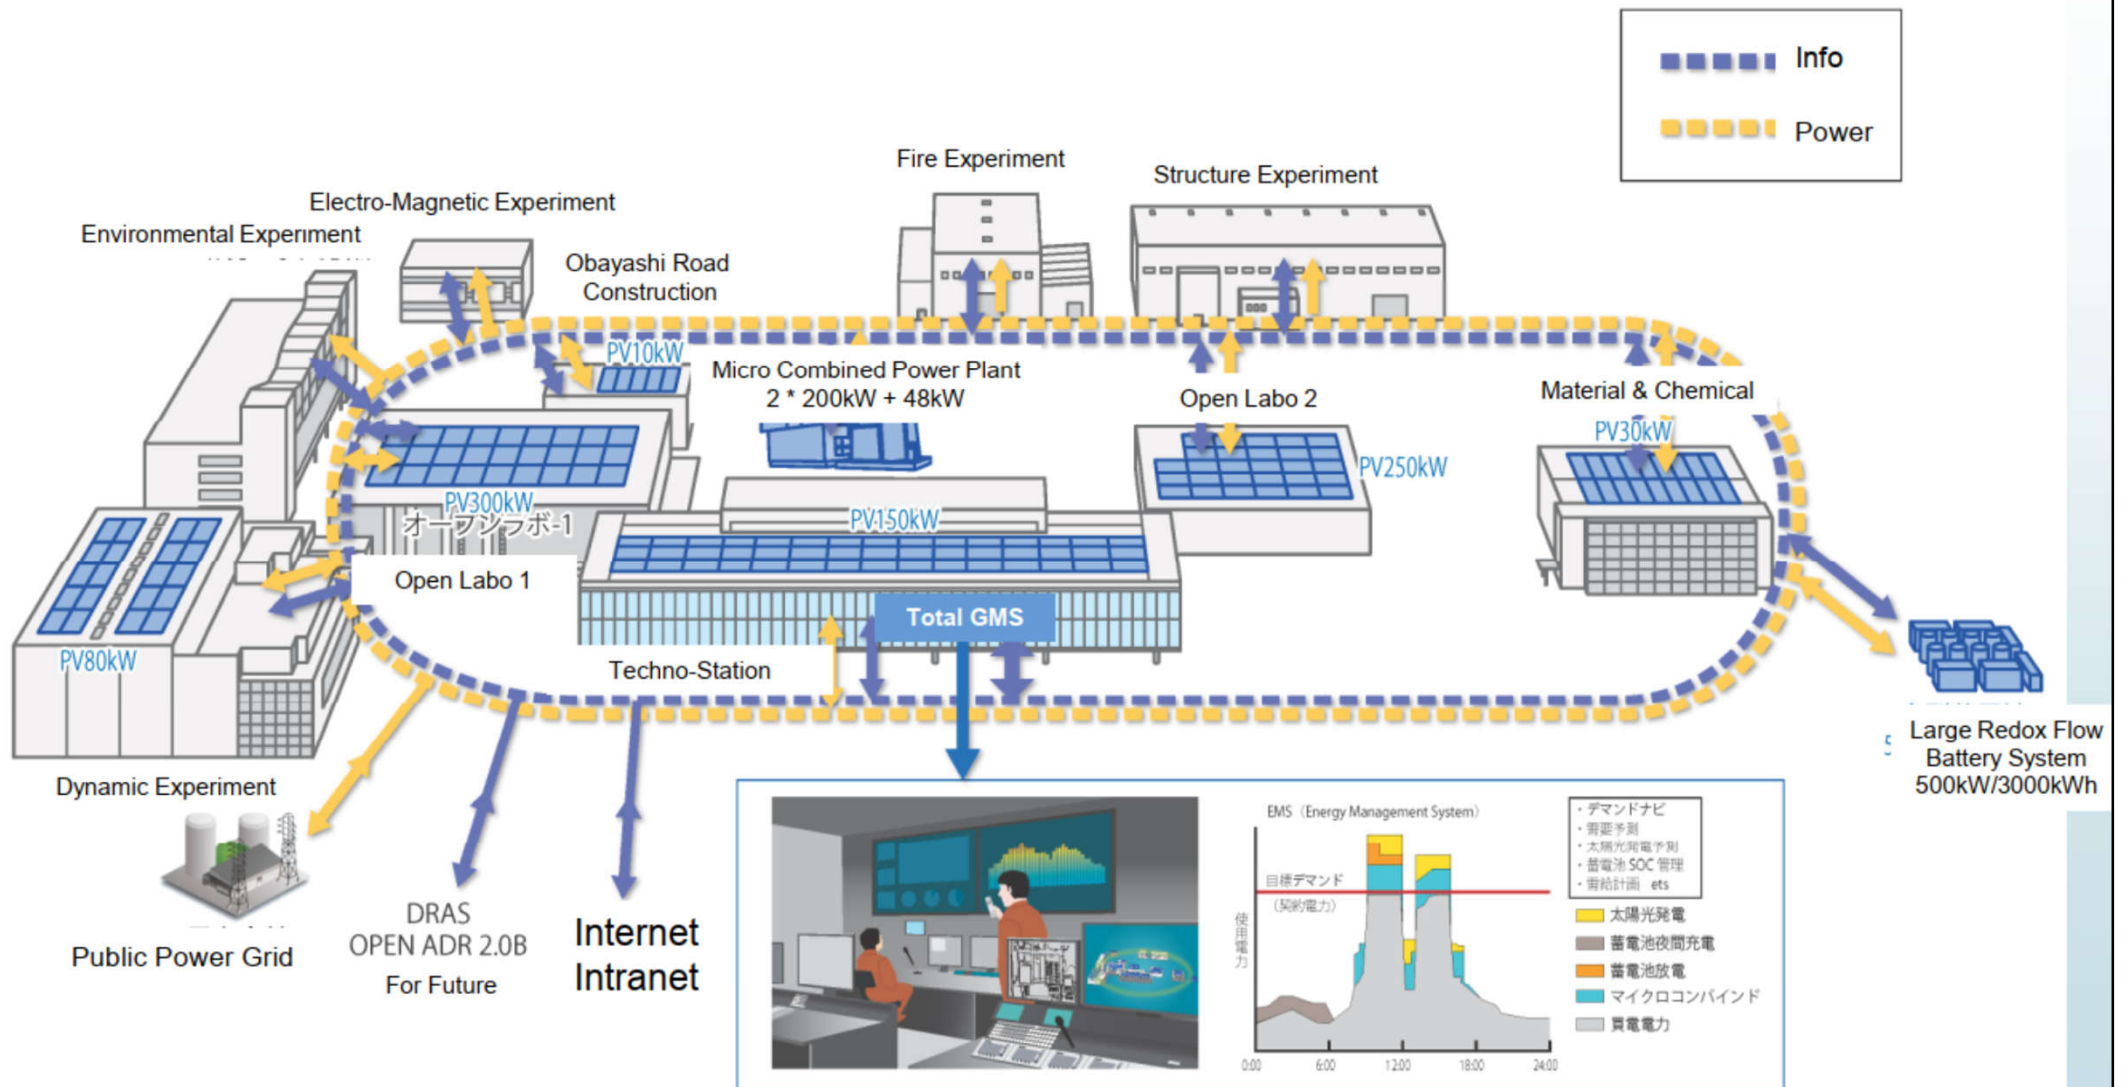 Info
Power
Fire Experiment
Structure Experiment
Electro-Magnetic Experiment
Environmental Experiment
Obayashi Road
Construction
PV10kW
Micro Combined Power Plant
2 * 200kW + 48kW
Open Labo 2
Material & Chemical
PV30kW
PV250kW
PV300kW
オープンラボ-1
PV150kW
Open Labo 1
Total GMS
PV80kW
Techno-Station
Large Redox Flow
Battery System
500kW/3000kWh
Dynamic Experiment
Public Power Grid
DRAS
OPEN ADR 2.0B
For Future
Internet
Intranet
EMS（Energy Management System）
目標デマンド
（契約電力）
使用電力
0:00 6:00 12:00 18:00 24:00
・デマンドナビ
・需要予測
・太陽光発電予測
・蓄電池 SOC 管理
・需給計画 ets
太陽光発電
蓄電池夜間充電
蓄電池放電
マイクロコンバインド
買電電力